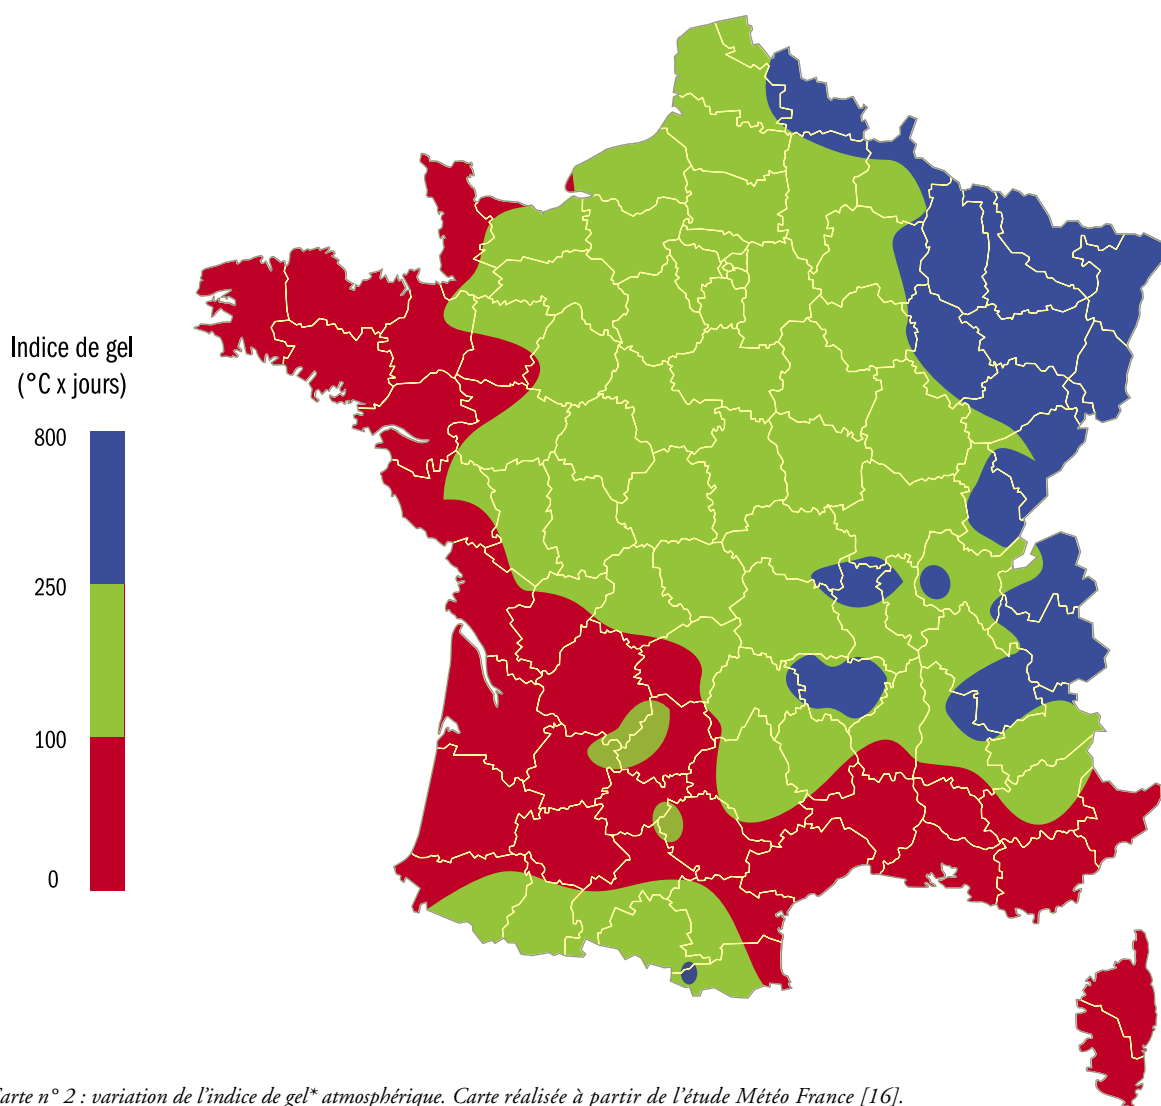 Indice de gel
(°C x jours)
800
250
100
0
arte n° 2 : variation de l'indice de gel* atmosphérique. Carte réalisée à partir de l'étude Météo France [16].